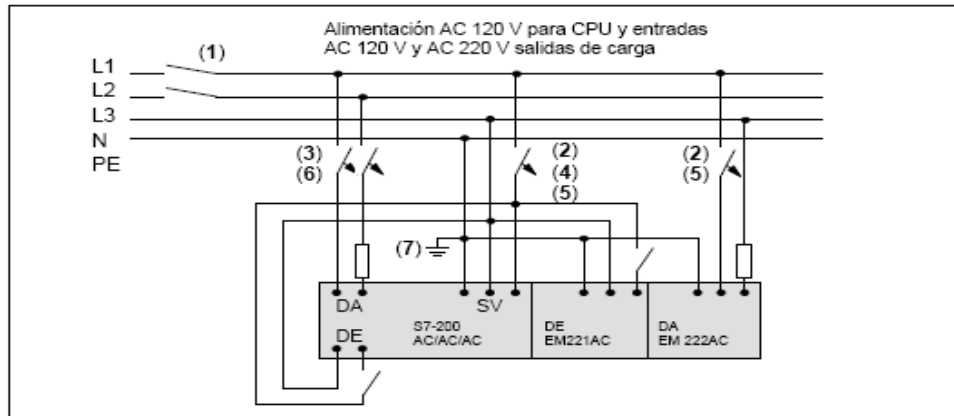 Alimentación AC 120 V para CPU y entradas
AC 120 V y AC 220 V salidas de carga
(1)
L1
L2
L3
N
PE
(3)
(6)
(2)
(4)
(5)
(2)
(5)
(7)
DA
SV
DE
S7-200
AC/AC/AC
DE
EM221AC
DA
EM 222AC